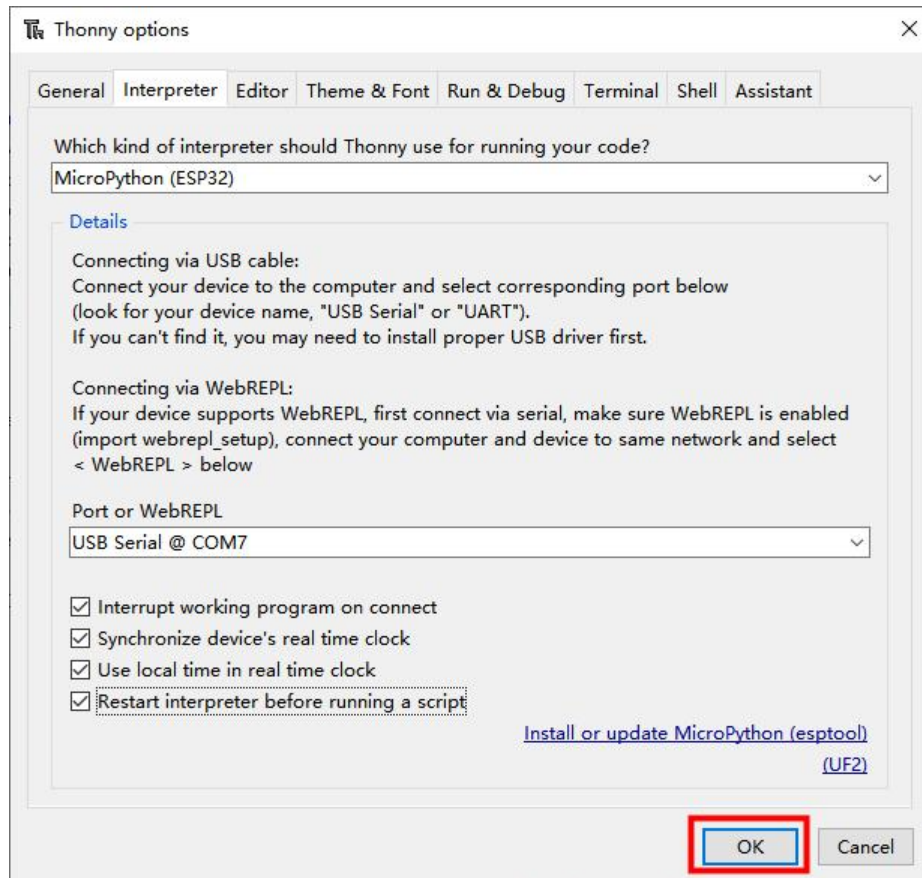 Thonny options
General Interpreter Editor Theme & Font Run & Debug Terminal Shell Assistant
Which kind of interpreter should Thonny use for running your code?
MicroPython (ESP32)
Details
Connecting via USB cable:
Connect your device to the computer and select corresponding port below
(look for your device name, "USB Serial" or "UART").
If you can't find it, you may need to install proper USB driver first.
Connecting via WebREPL:
If your device supports WebREPL, first connect via serial, make sure WebREPL is enabled
(import webrepl_setup), connect your computer and device to same network and select
< WebREPL > below
Port or WebREPL
USB Serial @ COM7
Interrupt working program on connect
Synchronize device's real time clock
Use local time in real time clock
Restart interpreter before running a script
Install or update MicroPython (esptool)
(UF2)
OK Cancel